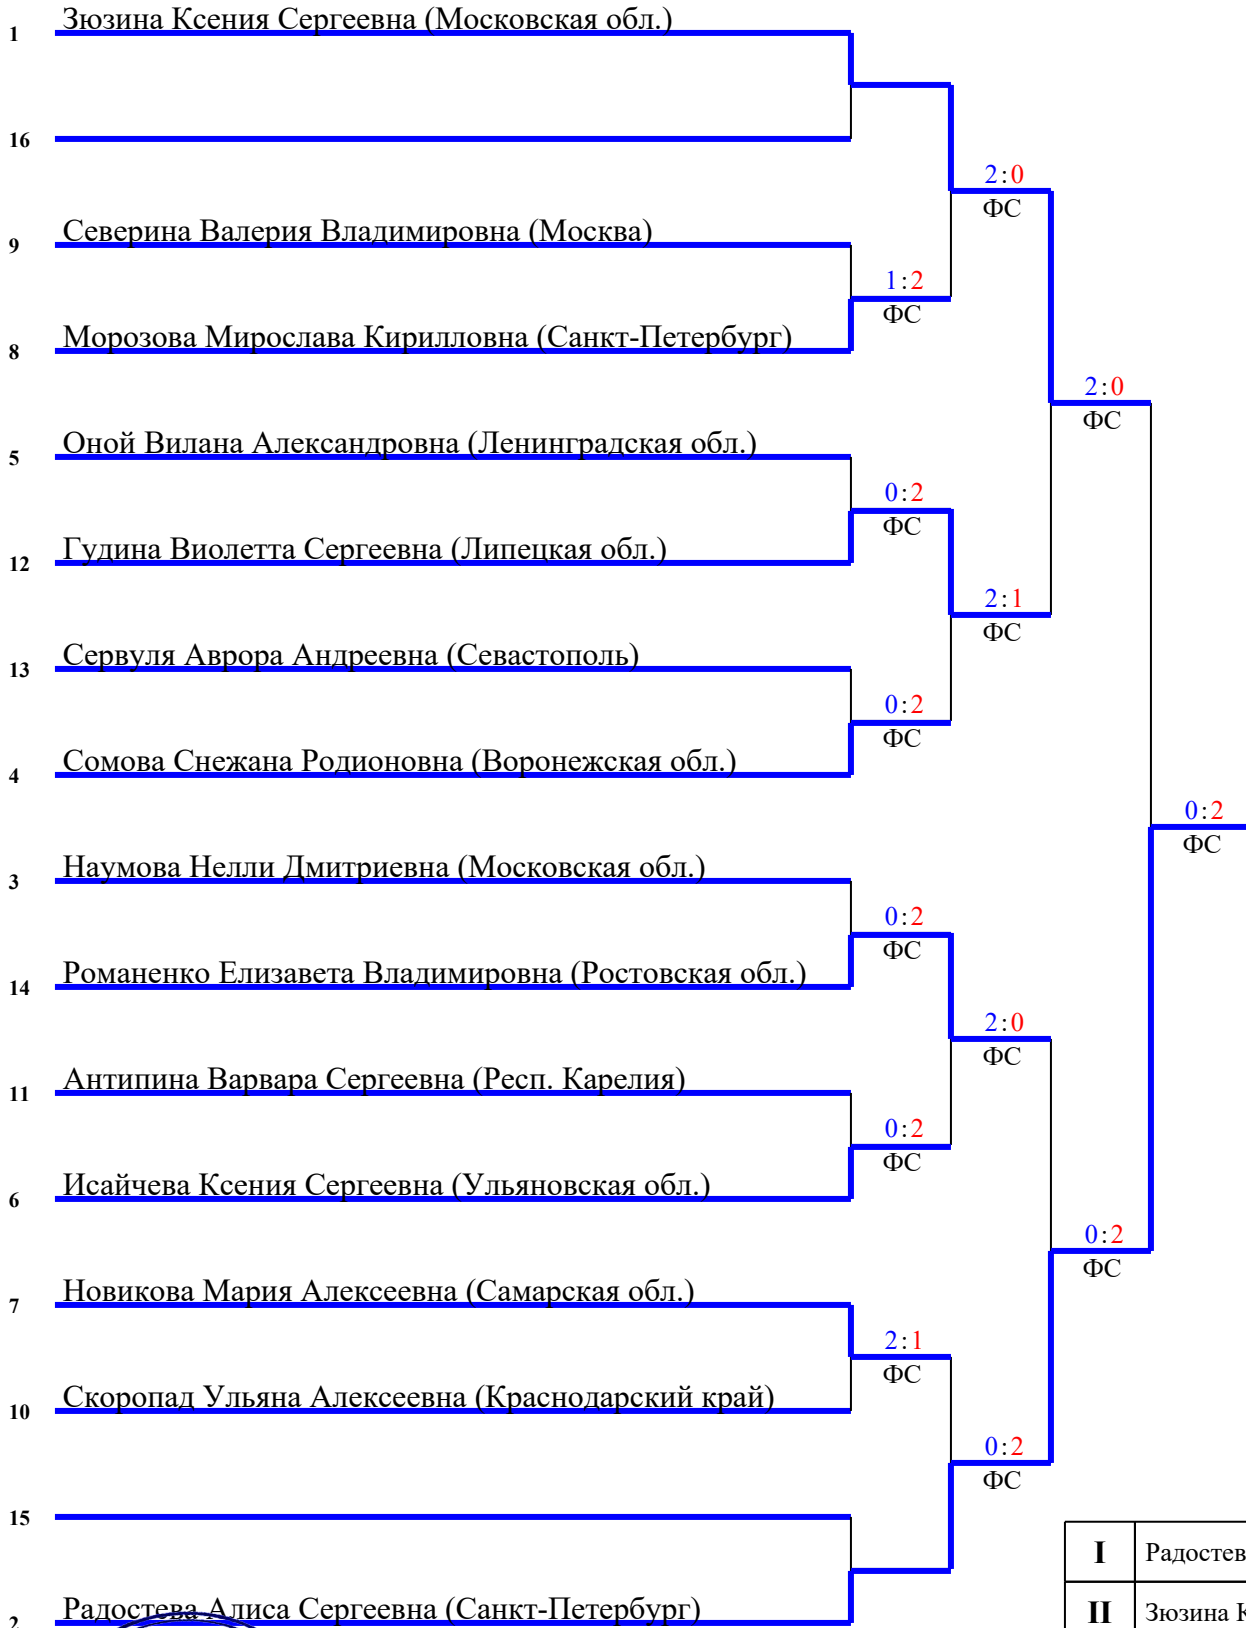 1 Зюзина Ксения Сергеевна (Московская обл.)
16
2:0
ФС
9 Северина Валерия Владимировна (Москва)
1:2
ФС
8 Морозова Мирослава Кирилловна (Санкт-Петербург)
2:0
ФС
5 Оной Вилана Александровна (Ленинградская обл.)
0:2
ФС
12 Гудина Виолетта Сергеевна (Липецкая обл.)
2:1
ФС
13 Сервуля Аврора Андреевна (Севастополь)
0:2
ФС
4 Сомова Снежана Родионовна (Воронежская обл.)
0:2
ФС
3 Наумова Нелли Дмитриевна (Московская обл.)
0:2
ФС
14 Романенко Елизавета Владимировна (Ростовская обл.)
2:0
ФС
11 Антипина Варвара Сергеевна (Респ. Карелия)
0:2
ФС
6 Исайчева Ксения Сергеевна (Ульяновская обл.)
0:2
ФС
7 Новикова Мария Алексеевна (Самарская обл.)
2:1
ФС
10 Скоропад Ульяна Алексеевна (Краснодарский край)
0:2
ФС
15
I Радостев
2 Радостева Алиса Сергеевна (Санкт-Петербург)
II Зюзина К